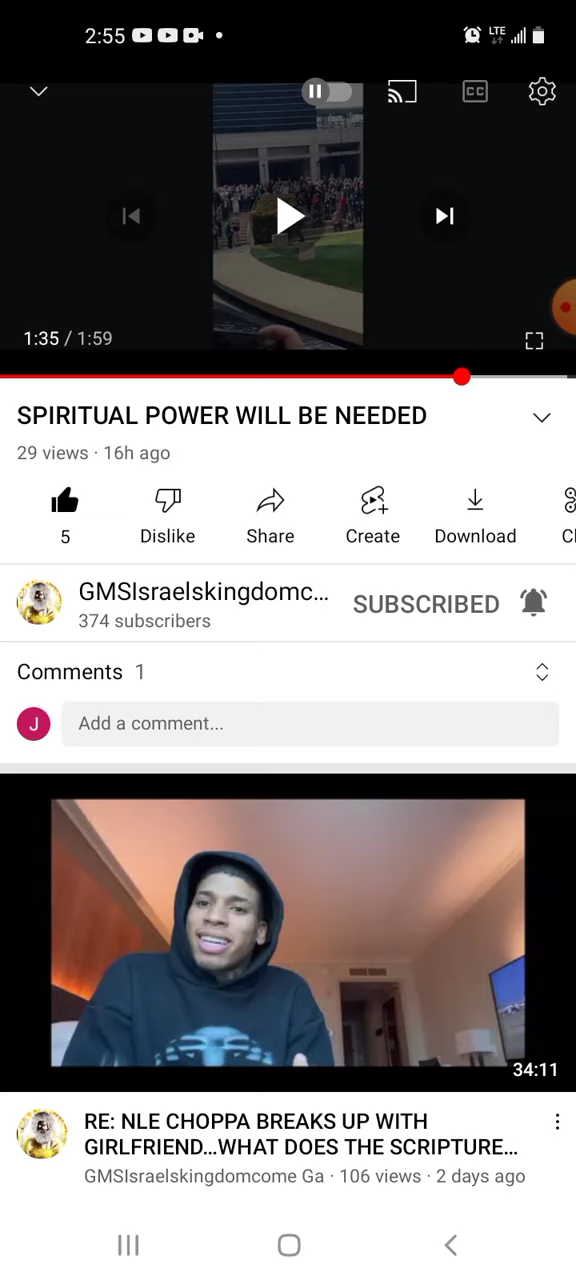 2:55
LTE
CC
1:35 / 1:59
SPIRITUAL POWER WILL BE NEEDED
29 views · 16h ago
5
Dislike
Share
Create
Download
Cl
GMSIsraelskingdomc...
374 subscribers
SUBSCRIBED
Comments 1
J
Add a comment...
34:11
RE: NLE CHOPPA BREAKS UP WITH
GIRLFRIEND...WHAT DOES THE SCRIPTURE...
GMSIsraelskingdomcome Ga · 106 views · 2 days ago